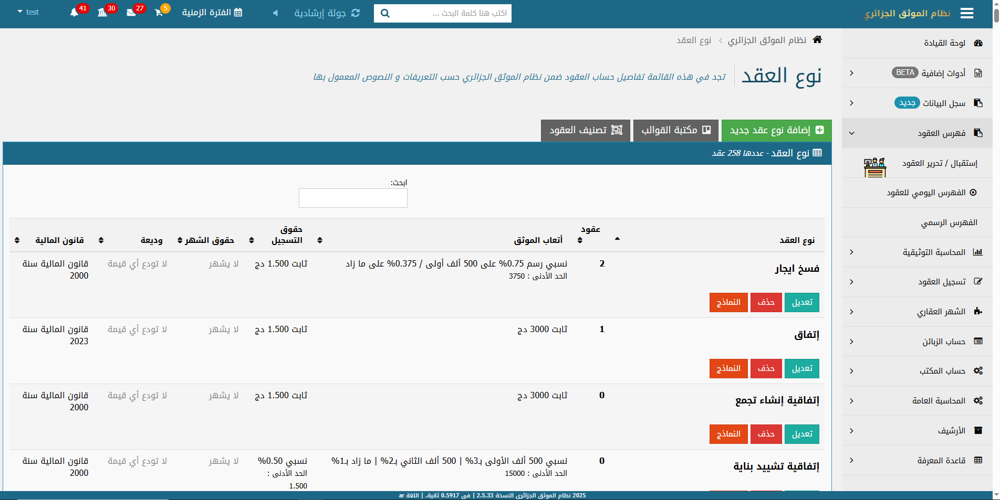 نظام الموثق الجزائري
اكتب هنا كلمة البحث ...
جولة إرشادية
الفترة الزمنية
5
27
30
41
test
لوحة القيادة
أدوات إضافية BETA
سجل البيانات جديد
فهرس العقود
إستقبال / تحرير العقود
الفهرس اليومي للعقود
الفهرس الرسمي
المحاسبة التوثيقية
تسجيل العقود
الشهر العقاري
حساب الزبائن
حساب المكتب
المحاسبة العامة
الأرشيف
قاعدة المعرفة
نظام الموثق الجزائري > نوع العقد
نوع العقد
تجد في هذه القائمة تفاصيل حساب العقود ضمن نظام الموثق الجزائري حسب التعريفات و النصوص المعمول بها
إضافة نوع عقد جديد
مكتبة القوالب
تصنيف العقود
نوع العقد - عددها 258 عقد
ابحث:
نوع العقد عقود أتعاب الموثق حقوق التسجيل حقوق الشهر وديعة قانون المالية
فسخ ايجار 2 نسبي رسم 0.75% على 500 ألف أولى / 0.375% على ما زاد ثابت 1.500 دج لا يشهر لا تودع أي قيمة قانون المالية سنة 2000
الحد الأدنى : 3750
تعديل حذف النماذج
إتفاق 1 ثابت 3000 دج ثابت 1.500 دج لا يشهر لا تودع أي قيمة قانون المالية سنة 2023
تعديل حذف النماذج
إتفاقية إنشاء تجمع 0 ثابت 3000 دج ثابت 1.500 دج لا يشهر لا تودع أي قيمة قانون المالية سنة 2000
تعديل حذف النماذج
إتفاقية تشييد بناية 0 نسبي 500 ألف الأولى بـ3% | 500 ألف الثاني بـ2% | ما زاد بـ1% نسبي 0.50% لا يشهر لا تودع أي قيمة قانون المالية سنة 2000
الحد الأدنى : 15000 الحد الأدنى : 1.500
2025 نظام الموثق الجزائري النسخة 2.5.33 | في 0.5917 ثانية. | اللغة ar